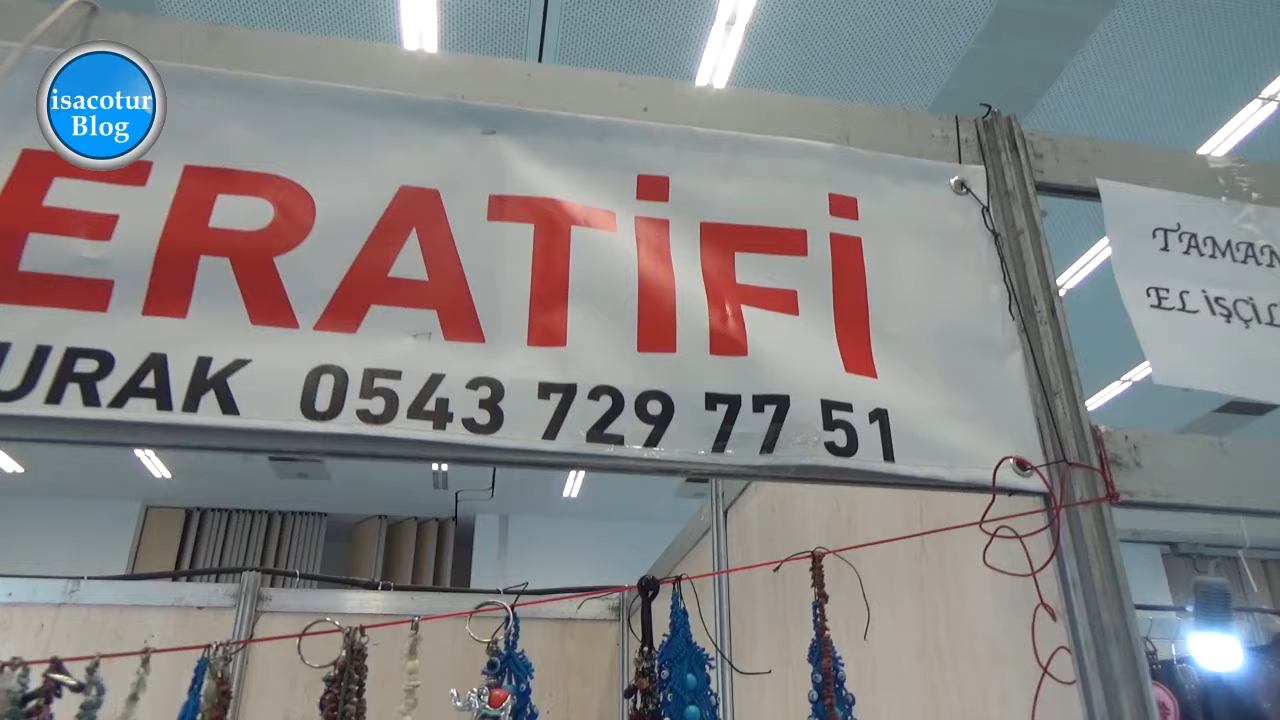 isacotur
Blog
ERATİFİ
URAK 0543 729 77 51
TAMAN
EL İŞÇİL